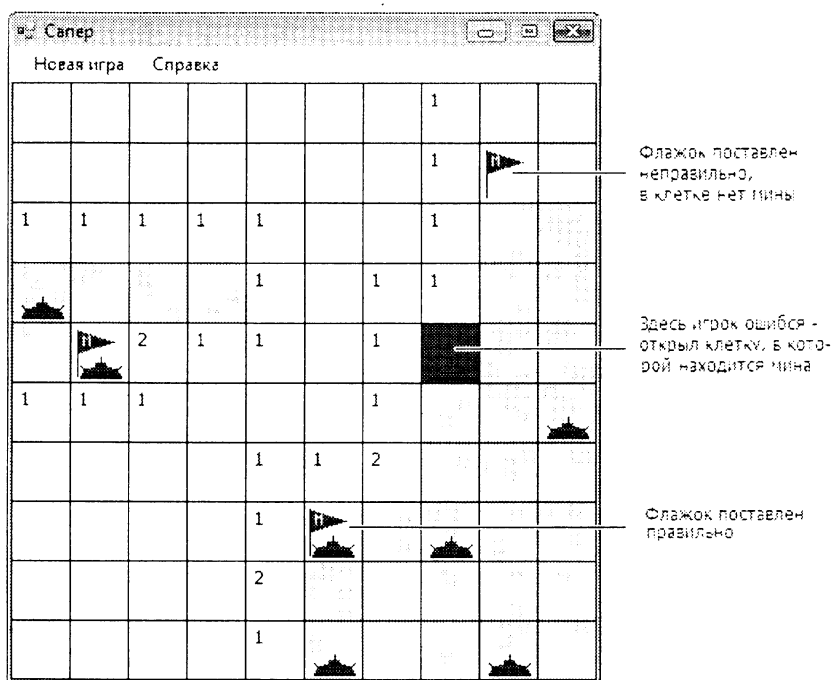 Сапер
Новая игра Справка
1
1
Флажок поставлен
неправильно,
в клетке нет мины
1 1 1 1 1 1
1 1 1
2 1 1 1
Здесь игрок ошибся -
открыл клетку, в кото-
рой находится мина
1 1 1 1
1 1 2
1
Флажок поставлен
правильно
2
1